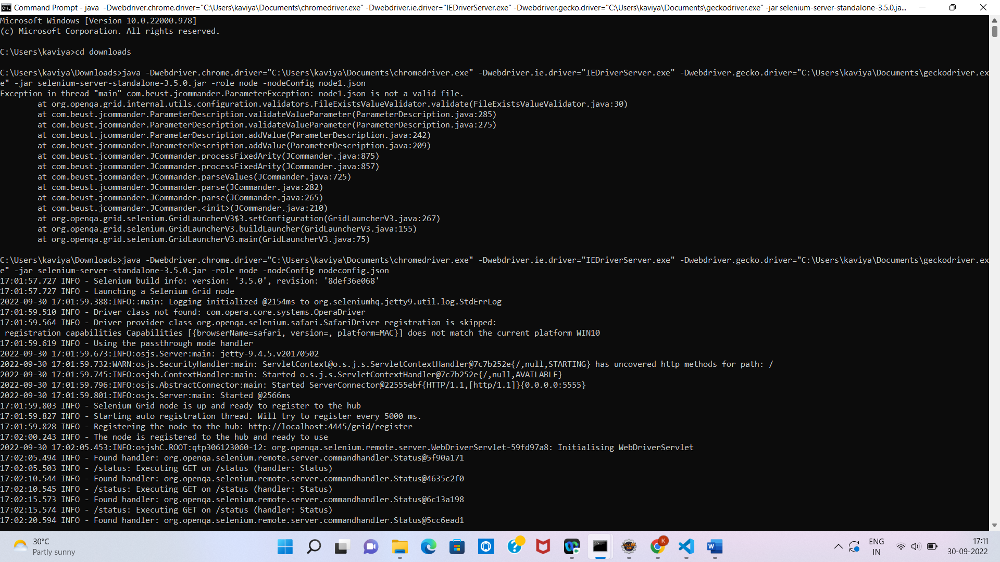 Command Prompt - java  -Dwebdriver.chrome.driver="C:\Users\kaviya\Documents\chromedriver.exe" -Dwebdriver.ie.driver="IEDriverServer.exe" -Dwebdriver.gecko.driver="C:\Users\kaviya\Documents\geckodriver.exe" -jar selenium-server-standalone-3.5.0.ja...
Microsoft Windows [Version 10.0.22000.978]
(c) Microsoft Corporation. All rights reserved.
C:\Users\kaviya>cd downloads
C:\Users\kaviya\Downloads>java -Dwebdriver.chrome.driver="C:\Users\kaviya\Documents\chromedriver.exe" -Dwebdriver.ie.driver="IEDriverServer.exe" -Dwebdriver.gecko.driver="C:\Users\kaviya\Documents\geckodriver.ex
e" -jar selenium-server-standalone-3.5.0.jar -role node -nodeConfig node1.json
Exception in thread "main" com.beust.jcommander.ParameterException: node1.json is not a valid file.
        at org.openqa.grid.internal.utils.configuration.validators.FileExistsValueValidator.validate(FileExistsValueValidator.java:30)
        at com.beust.jcommander.ParameterDescription.validateValueParameter(ParameterDescription.java:285)
        at com.beust.jcommander.ParameterDescription.validateValueParameter(ParameterDescription.java:275)
        at com.beust.jcommander.ParameterDescription.addValue(ParameterDescription.java:242)
        at com.beust.jcommander.ParameterDescription.addValue(ParameterDescription.java:209)
        at com.beust.jcommander.JCommander.processFixedArity(JCommander.java:875)
        at com.beust.jcommander.JCommander.processFixedArity(JCommander.java:857)
        at com.beust.jcommander.JCommander.parseValues(JCommander.java:725)
        at com.beust.jcommander.JCommander.parse(JCommander.java:282)
        at com.beust.jcommander.JCommander.parse(JCommander.java:265)
        at com.beust.jcommander.JCommander.<init>(JCommander.java:210)
        at org.openqa.grid.selenium.GridLauncherV3$3.setConfiguration(GridLauncherV3.java:267)
        at org.openqa.grid.selenium.GridLauncherV3.buildLauncher(GridLauncherV3.java:155)
        at org.openqa.grid.selenium.GridLauncherV3.main(GridLauncherV3.java:75)
C:\Users\kaviya\Downloads>java -Dwebdriver.chrome.driver="C:\Users\kaviya\Documents\chromedriver.exe" -Dwebdriver.ie.driver="IEDriverServer.exe" -Dwebdriver.gecko.driver="C:\Users\kaviya\Documents\geckodriver.ex
e" -jar selenium-server-standalone-3.5.0.jar -role node -nodeConfig nodeconfig.json
17:01:57.727 INFO - Selenium build info: version: '3.5.0', revision: '8def36e068'
17:01:57.727 INFO - Launching a Selenium Grid node
2022-09-30 17:01:59.388:INFO::main: Logging initialized @2154ms to org.seleniumhq.jetty9.util.log.StdErrLog
17:01:59.510 INFO - Driver class not found: com.opera.core.systems.OperaDriver
17:01:59.564 INFO - Driver provider class org.openqa.selenium.safari.SafariDriver registration is skipped:
 registration capabilities Capabilities [{browserName=safari, version=, platform=MAC}] does not match the current platform WIN10
17:01:59.619 INFO - Using the passthrough mode handler
2022-09-30 17:01:59.673:INFO:osjs.Server:main: jetty-9.4.5.v20170502
2022-09-30 17:01:59.732:WARN:osjs.SecurityHandler:main: ServletContext@o.s.j.s.ServletContextHandler@7c7b252e{/,null,STARTING} has uncovered http methods for path: /
2022-09-30 17:01:59.745:INFO:osjsh.ContextHandler:main: Started o.s.j.s.ServletContextHandler@7c7b252e{/,null,AVAILABLE}
2022-09-30 17:01:59.796:INFO:osjs.AbstractConnector:main: Started ServerConnector@22555ebf{HTTP/1.1,[http/1.1]}{0.0.0.0:5555}
2022-09-30 17:01:59.801:INFO:osjs.Server:main: Started @2566ms
17:01:59.803 INFO - Selenium Grid node is up and ready to register to the hub
17:01:59.827 INFO - Starting auto registration thread. Will try to register every 5000 ms.
17:01:59.828 INFO - Registering the node to the hub: http://localhost:4445/grid/register
17:02:00.243 INFO - The node is registered to the hub and ready to use
2022-09-30 17:02:05.453:INFO:osjshC.ROOT:qtp306123060-12: org.openqa.selenium.remote.server.WebDriverServlet-59fd97a8: Initialising WebDriverServlet
17:02:05.494 INFO - Found handler: org.openqa.selenium.remote.server.commandhandler.Status@5f90a171
17:02:05.503 INFO - /status: Executing GET on /status (handler: Status)
17:02:10.544 INFO - Found handler: org.openqa.selenium.remote.server.commandhandler.Status@4635c2f0
17:02:10.545 INFO - /status: Executing GET on /status (handler: Status)
17:02:15.573 INFO - Found handler: org.openqa.selenium.remote.server.commandhandler.Status@6c13a198
17:02:15.574 INFO - /status: Executing GET on /status (handler: Status)
17:02:20.594 INFO - Found handler: org.openqa.selenium.remote.server.commandhandler.Status@5cc6ead1
30°C
Partly sunny
K
W
ENG
IN
17:11
30-09-2022